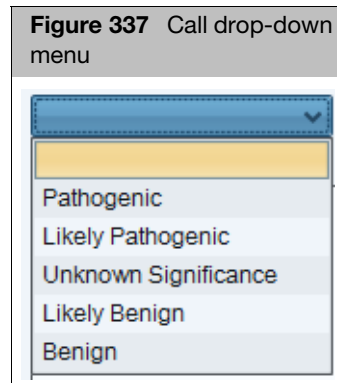 Figure 337 Call drop-down
menu
Pathogenic
Likely Pathogenic
Unknown Significance
Likely Benign
Benign